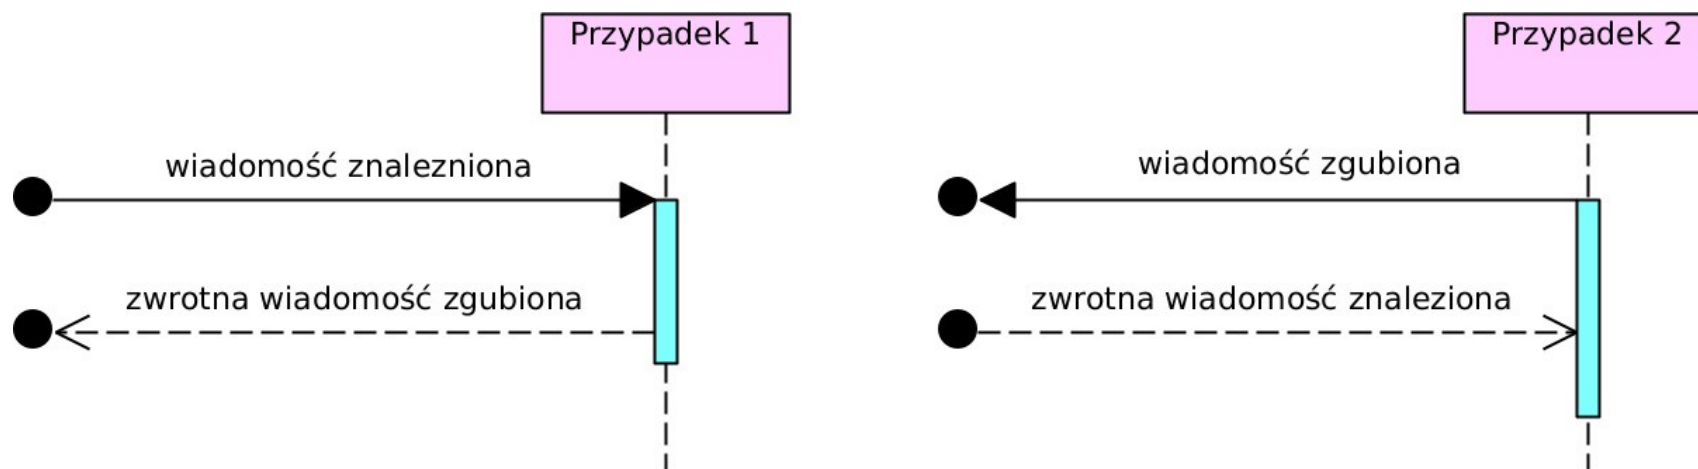 Przypadek 1
Przypadek 2
wiadomość znalezniona
wiadomość zgubiona
zwrotna wiadomość zgubiona
zwrotna wiadomość znaleziona